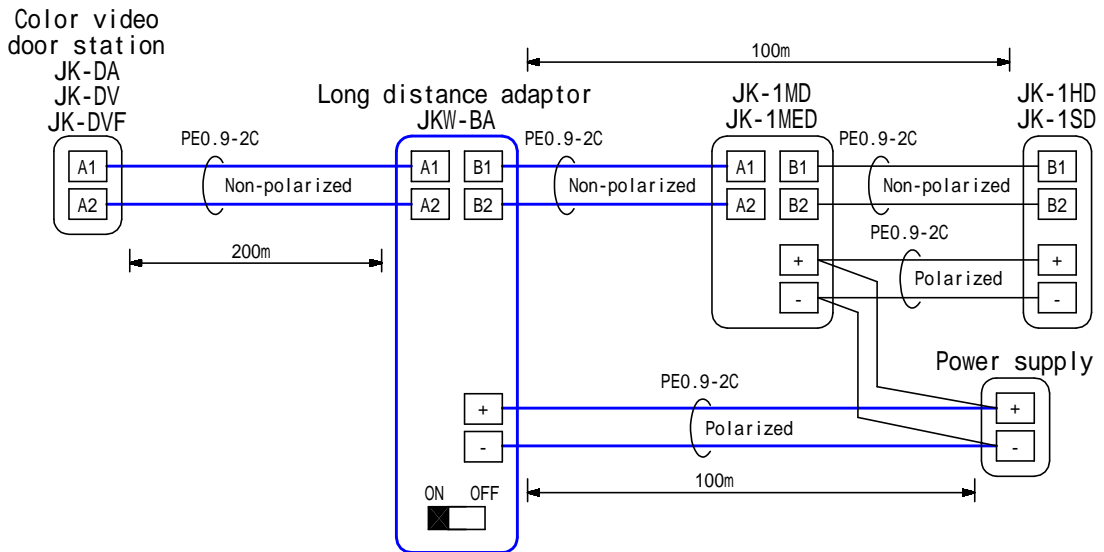 Color video
door station
JK-DA
JK-DV
JK-DVF
Long distance adaptor
JKW-BA
100m
JK-1MD
JK-1MED
JK-1HD
JK-1SD
PE0.9-2C
PE0.9-2C
PE0.9-2C
A1
A1
B1
A1
B1
B1
Non-polarized
Non-polarized
Non-polarized
A2
A2
B2
A2
B2
B2
PE0.9-2C
200m
+
+
Polarized
-
-
Power supply
PE0.9-2C
+
+
Polarized
-
-
100m
ON OFF